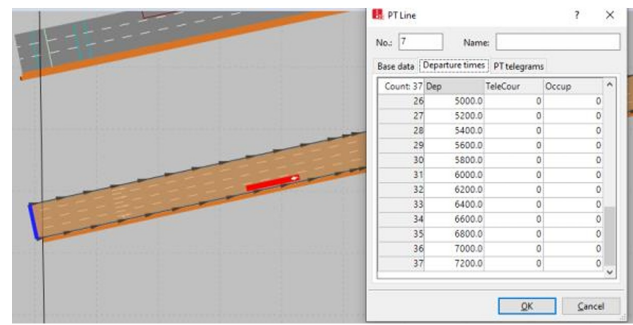 PT Line ? ×
No.: 7 Name:
Base data Departure times PT telegrams
Count: 37 Dep TeleCour Occup
26 5000.0 0 0
27 5200.0 0 0
28 5400.0 0 0
29 5600.0 0 0
30 5800.0 0 0
31 6000.0 0 0
32 6200.0 0 0
33 6400.0 0 0
34 6600.0 0 0
35 6800.0 0 0
36 7000.0 0 0
37 7200.0 0 0
OK Cancel